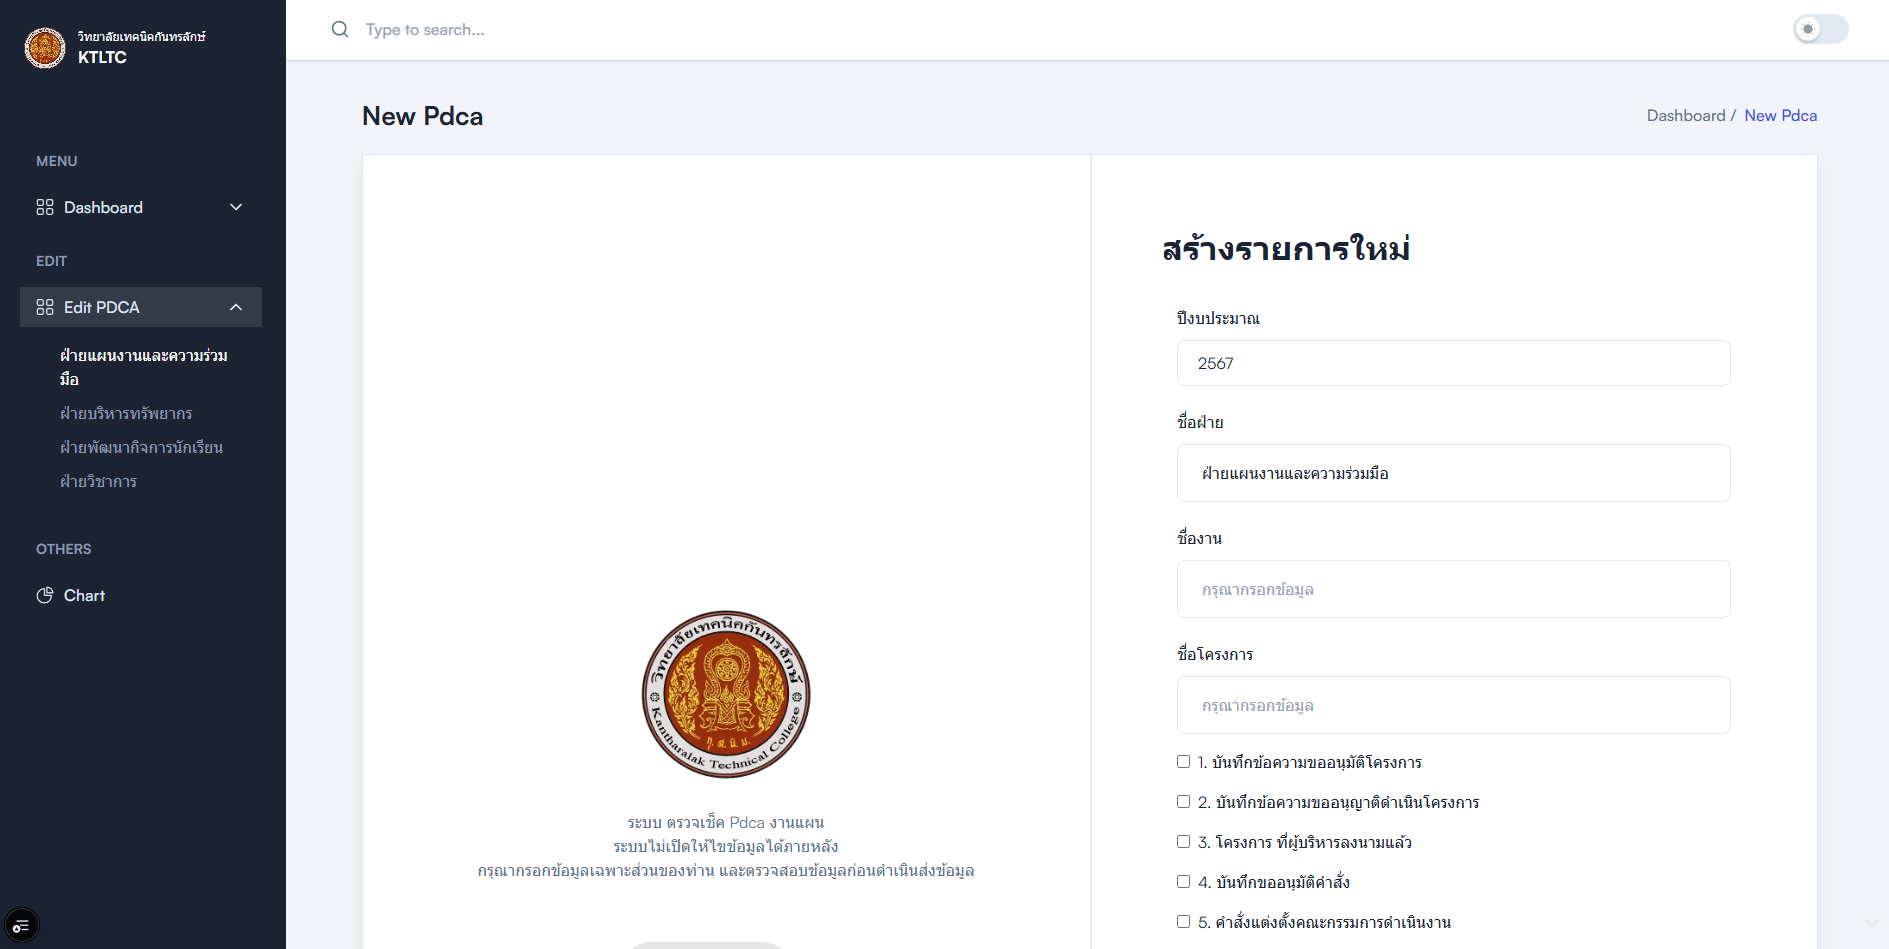 วิทยาลัยเทคนิคกันทรลักษ์
KTLTC
Type to search...
MENU
Dashboard
EDIT
Edit PDCA
ฝ่ายแผนงานและความร่วม
มือ
ฝ่ายบริหารทรัพยากร
ฝ่ายพัฒนากิจการนักเรียน
ฝ่ายวิชาการ
OTHERS
Chart
New Pdca
Dashboard / New Pdca
วิทยาลัยเทคนิคกันทรลักษ์
Kantharalak Technical College
ระบบ ตรวจเช็ค Pdca งานแผน
ระบบไม่เปิดให้ไขข้อมูลได้ภายหลัง
กรุณากรอกข้อมูลเฉพาะส่วนของท่าน และตรวจสอบข้อมูลก่อนดำเนินส่งข้อมูล
สร้างรายการใหม่
ปีงบประมาณ
2567
ชื่อฝ่าย
ฝ่ายแผนงานและความร่วมมือ
ชื่องาน
กรุณากรอกข้อมูล
ชื่อโครงการ
กรุณากรอกข้อมูล
1. บันทึกข้อความขออนุมัติโครงการ
2. บันทึกข้อความขออนุญาติดำเนินโครงการ
3. โครงการ ที่ผู้บริหารลงนามแล้ว
4. บันทึกขออนุมัติคำสั่ง
5. คำสั่งแต่งตั้งคณะกรรมการดำเนินงาน